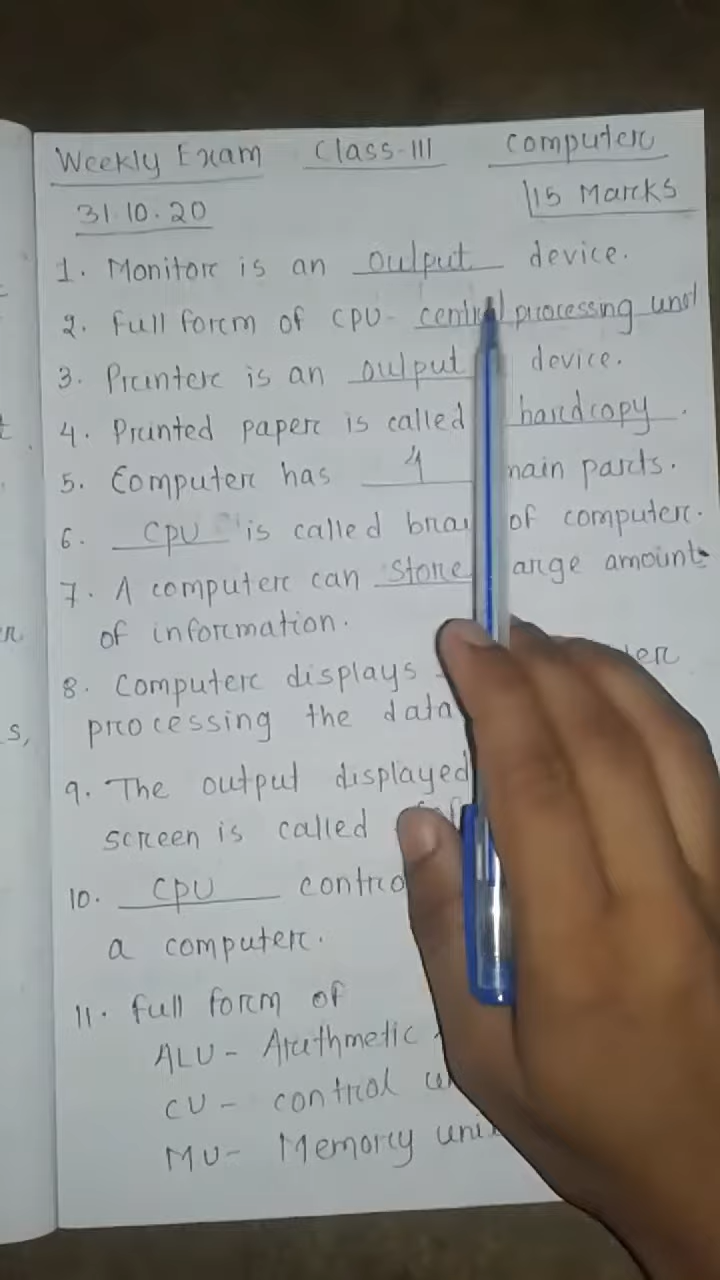 Weekly Exam Class-III Computer
31.10.20 15 Marks
1. Monitor is an output device.
2. Full form of CPU- central processing unit
3. Printer is an output device.
4. Printed paper is called hardcopy.
5. Computer has 4 main parts.
6. CPU is called brai of computer.
7. A computer can store arge amount
of information.
8. Computer displays
processing the data
9. The output displayed
screen is called
10. CPU contro
a computer.
11. Full form of
ALU- Arithmetic
CU- control
MU- Memory uni
s,